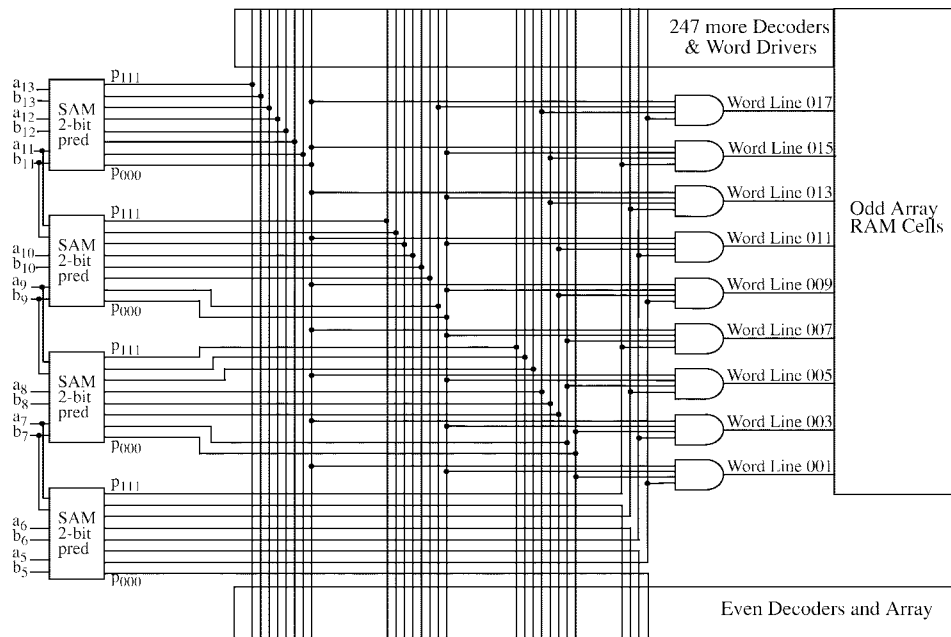 247 more Decoders
& Word Drivers
p111
a13
b13
a12
b12
a11
b11
SAM
2-bit
pred
p000
Word Line 017
Word Line 015
Word Line 013
Word Line 011
Word Line 009
Word Line 007
Word Line 005
Word Line 003
Word Line 001
Odd Array
RAM Cells
p111
a10
b10
a9
b9
SAM
2-bit
pred
p000
p111
a8
b8
a7
b7
SAM
2-bit
pred
p000
p111
a6
b6
a5
b5
SAM
2-bit
pred
p000
Even Decoders and Array